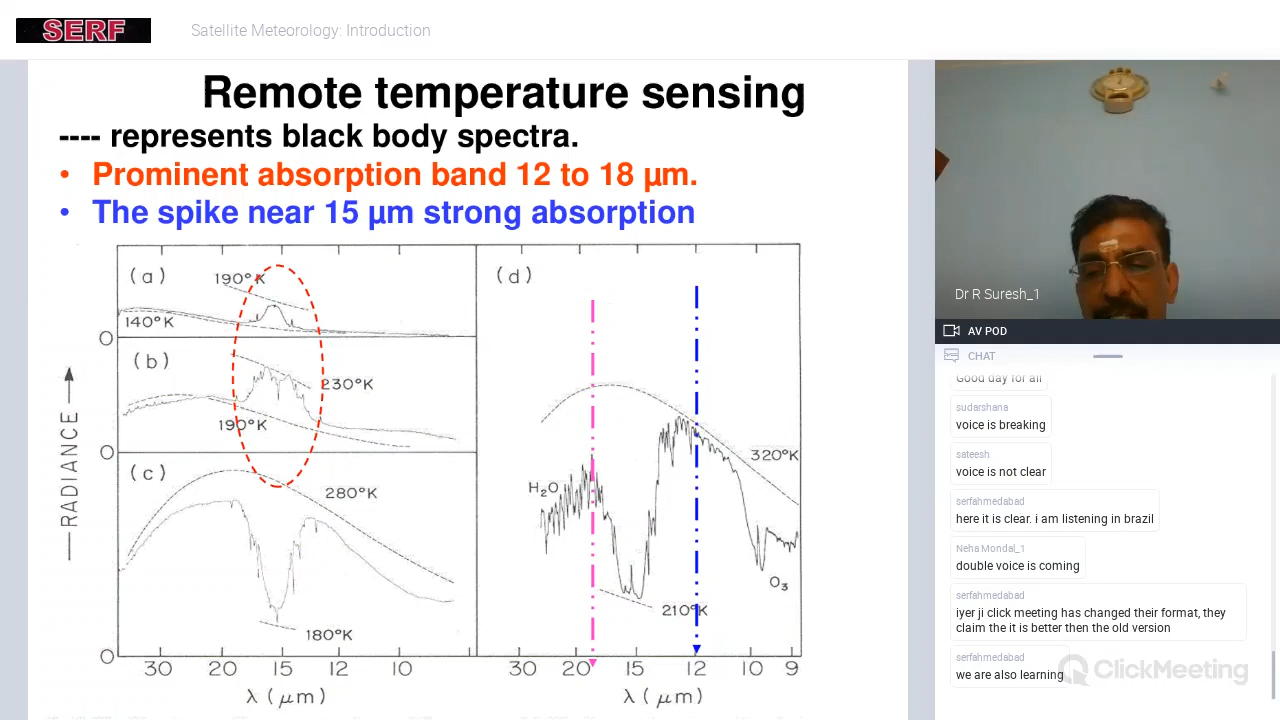 SERF
Satellite Meteorology: Introduction
Remote temperature sensing
---- represents black body spectra.
• Prominent absorption band 12 to 18 µm.
• The spike near 15 µm strong absorption
(a)
190°K
140°K
O
(b)
230°K
190°K
O
(c)
280°K
180°K
O
RADIANCE
30 20 15 12 10
λ (µm)
(d)
320°K
H2O
O3
210°K
30 20 15 12 10 9
λ (µm)
Dr R Suresh_1
AV POD
CHAT
Good day for all
sudarshana
voice is breaking
sateesh
voice is not clear
serfahmedabad
here it is clear. i am listening in brazil
Neha Mondal_1
double voice is coming
serfahmedabad
iyer ji click meeting has changed their format, they
claim the it is better then the old version
serfahmedabad
we are also learning
ClickMeeting